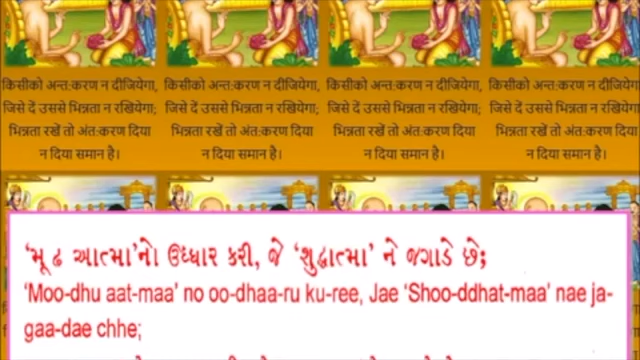 किसीको अन्त:करण न दीजियेगा, किसीको अन्त:करण न दीजियेगा, किसीको अन्त:करण न दीजियेगा, किसीको अन्त:करण न दीजियेगा,
जिसे दें उससे भिन्नता न रखियेगा; जिसे दें उससे भिन्नता न रखियेगा; जिसे दें उससे भिन्नता न रखियेगा; जिसे दें उससे भिन्नता न रखियेगा;
भिन्नता रखें तो अंत:करण दिया भिन्नता रखें तो अंत:करण दिया भिन्नता रखें तो अंत:करण दिया भिन्नता रखें तो अंत:करण दिया
न दिया समान है। न दिया समान है। न दिया समान है। न दिया समान है।
‘મૂઢ આત્મા’નો ઉધ્ધાર કરી, જે ‘શુદ્ધાત્મા’ ને જગાડે છે;
‘Moo-dhu aat-maa’ no oo-dhaa-ru ku-ree, Jae ‘Shoo-ddhat-maa’ nae ja-
gaa-dae chhe;